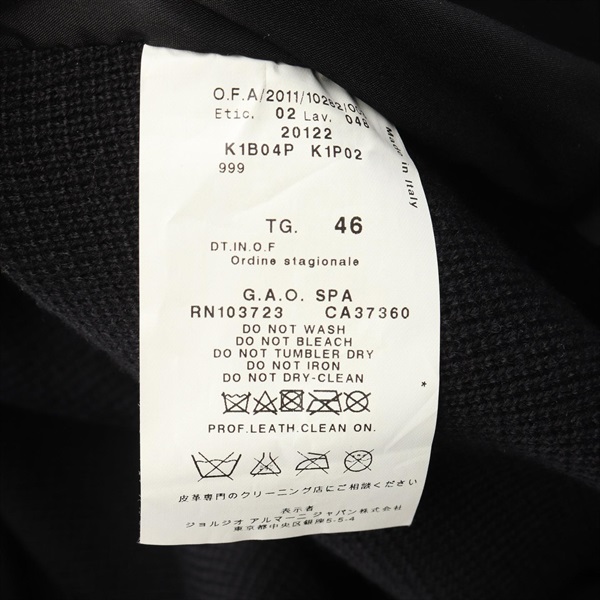 O.F.A/2011/10282/00
Etic. 02 Lav. 048
20122
K1B04P K1P02
999
Made in Italy
TG. 46
DT.IN.O.F
Ordine stagionale
G.A.O. SPA
RN103723 CA37360
DO NOT WASH
DO NOT BLEACH
DO NOT TUMBLER DRY
DO NOT IRON
DO NOT DRY-CLEAN
*
PROF.LEATH.CLEAN ON.
皮革専門のクリーニング店にご相談ください
表示者
ジョルジオ アルマーニ ジャパン株式会社
東京都中央区銀座5-5-4